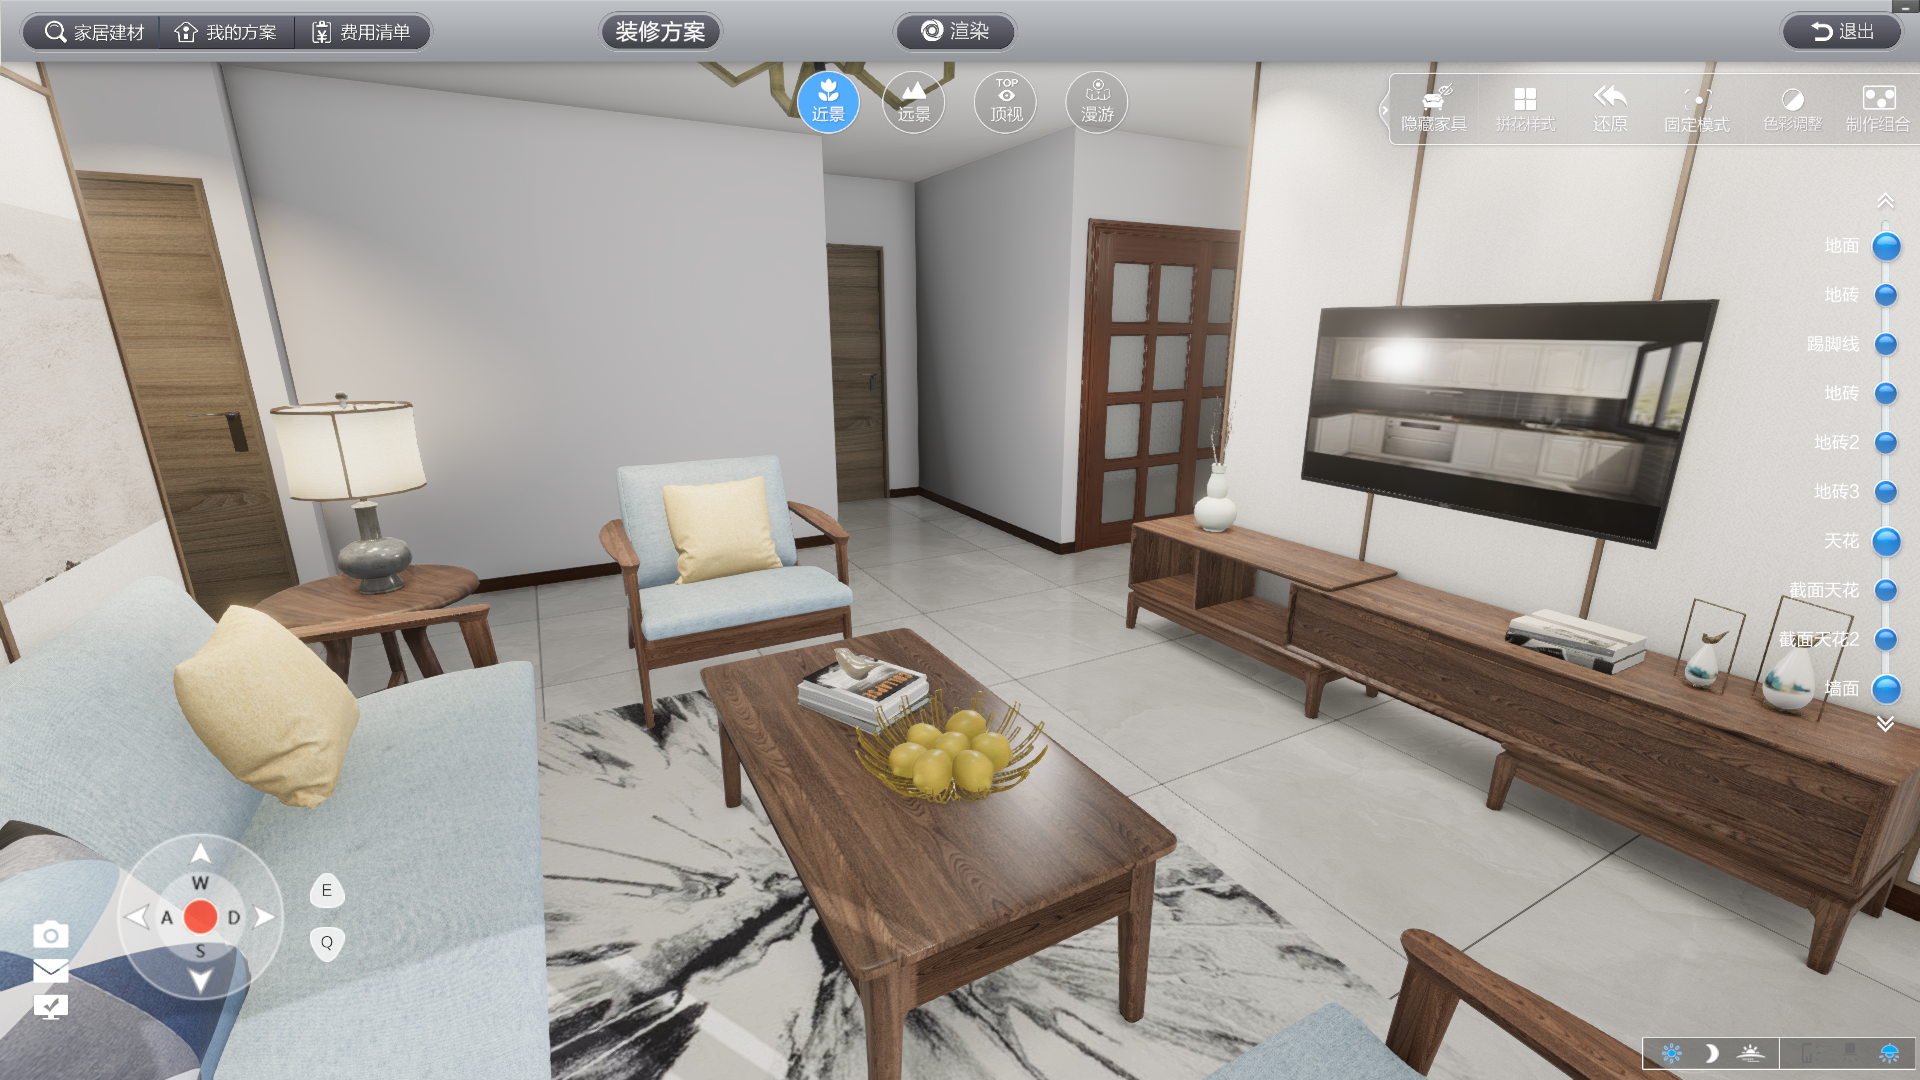 家居建材
我的方案
费用清单
装修方案
渲染
退出
近景
远景
TOP
顶视
漫游
隐藏家具
拼花样式
还原
固定模式
色彩调整
制作组合
地面
地砖
踢脚线
地砖
地砖2
地砖3
天花
截面天花
截面天花2
墙面
W
A
D
S
E
Q